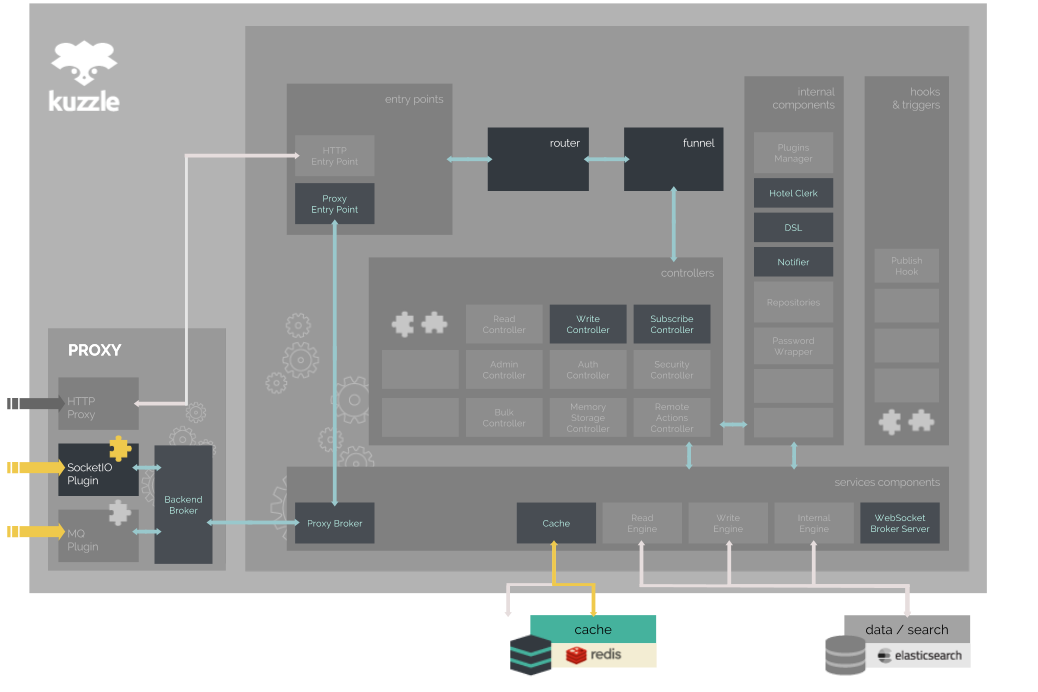 kuzzle
entry points
HTTP
Entry Point
Proxy
Entry Point
router
funnel
internal
components
Plugins
Manager
Hotel Clerk
DSL
Notifier
Repositories
Password
Wrapper
hooks
& triggers
Publish
Hook
controllers
Read
Controller
Write
Controller
Subscribe
Controller
Admin
Controller
Auth
Controller
Security
Controller
Bulk
Controller
Memory
Storage
Controller
Remote
Actions
Controller
PROXY
HTTP
Proxy
SocketIO
Plugin
MQ
Plugin
Backend
Broker
services components
Proxy Broker
Cache
Read
Engine
Write
Engine
Internal
Engine
WebSocket
Broker Server
cache
redis
data / search
elasticsearch